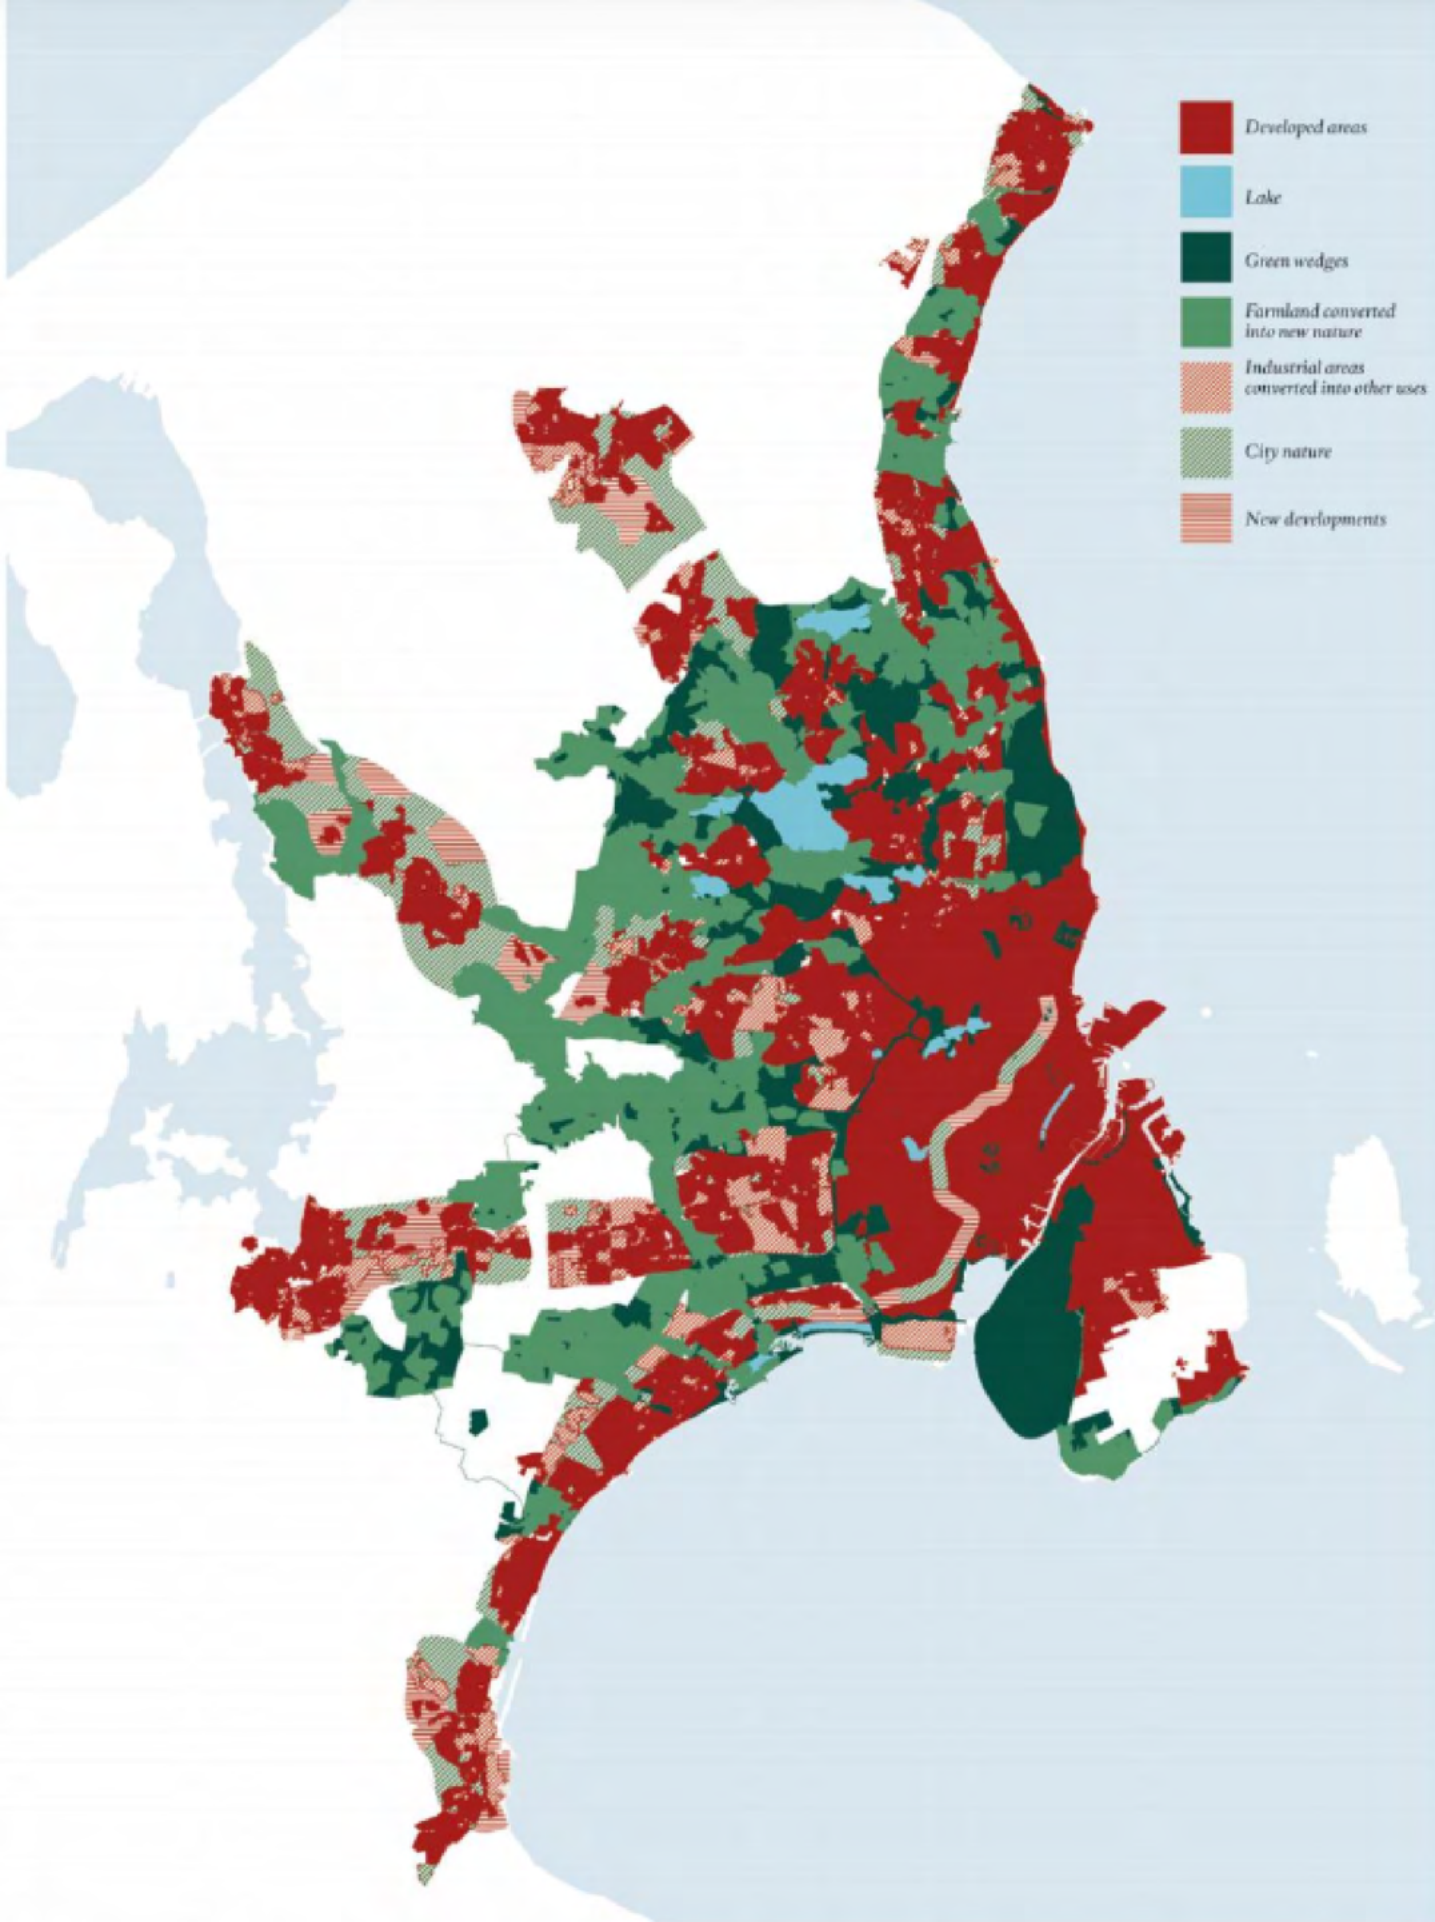 Developed areas
Lake
Green wedges
Farmland converted
into new nature
Industrial areas
converted into other uses
City nature
New developments